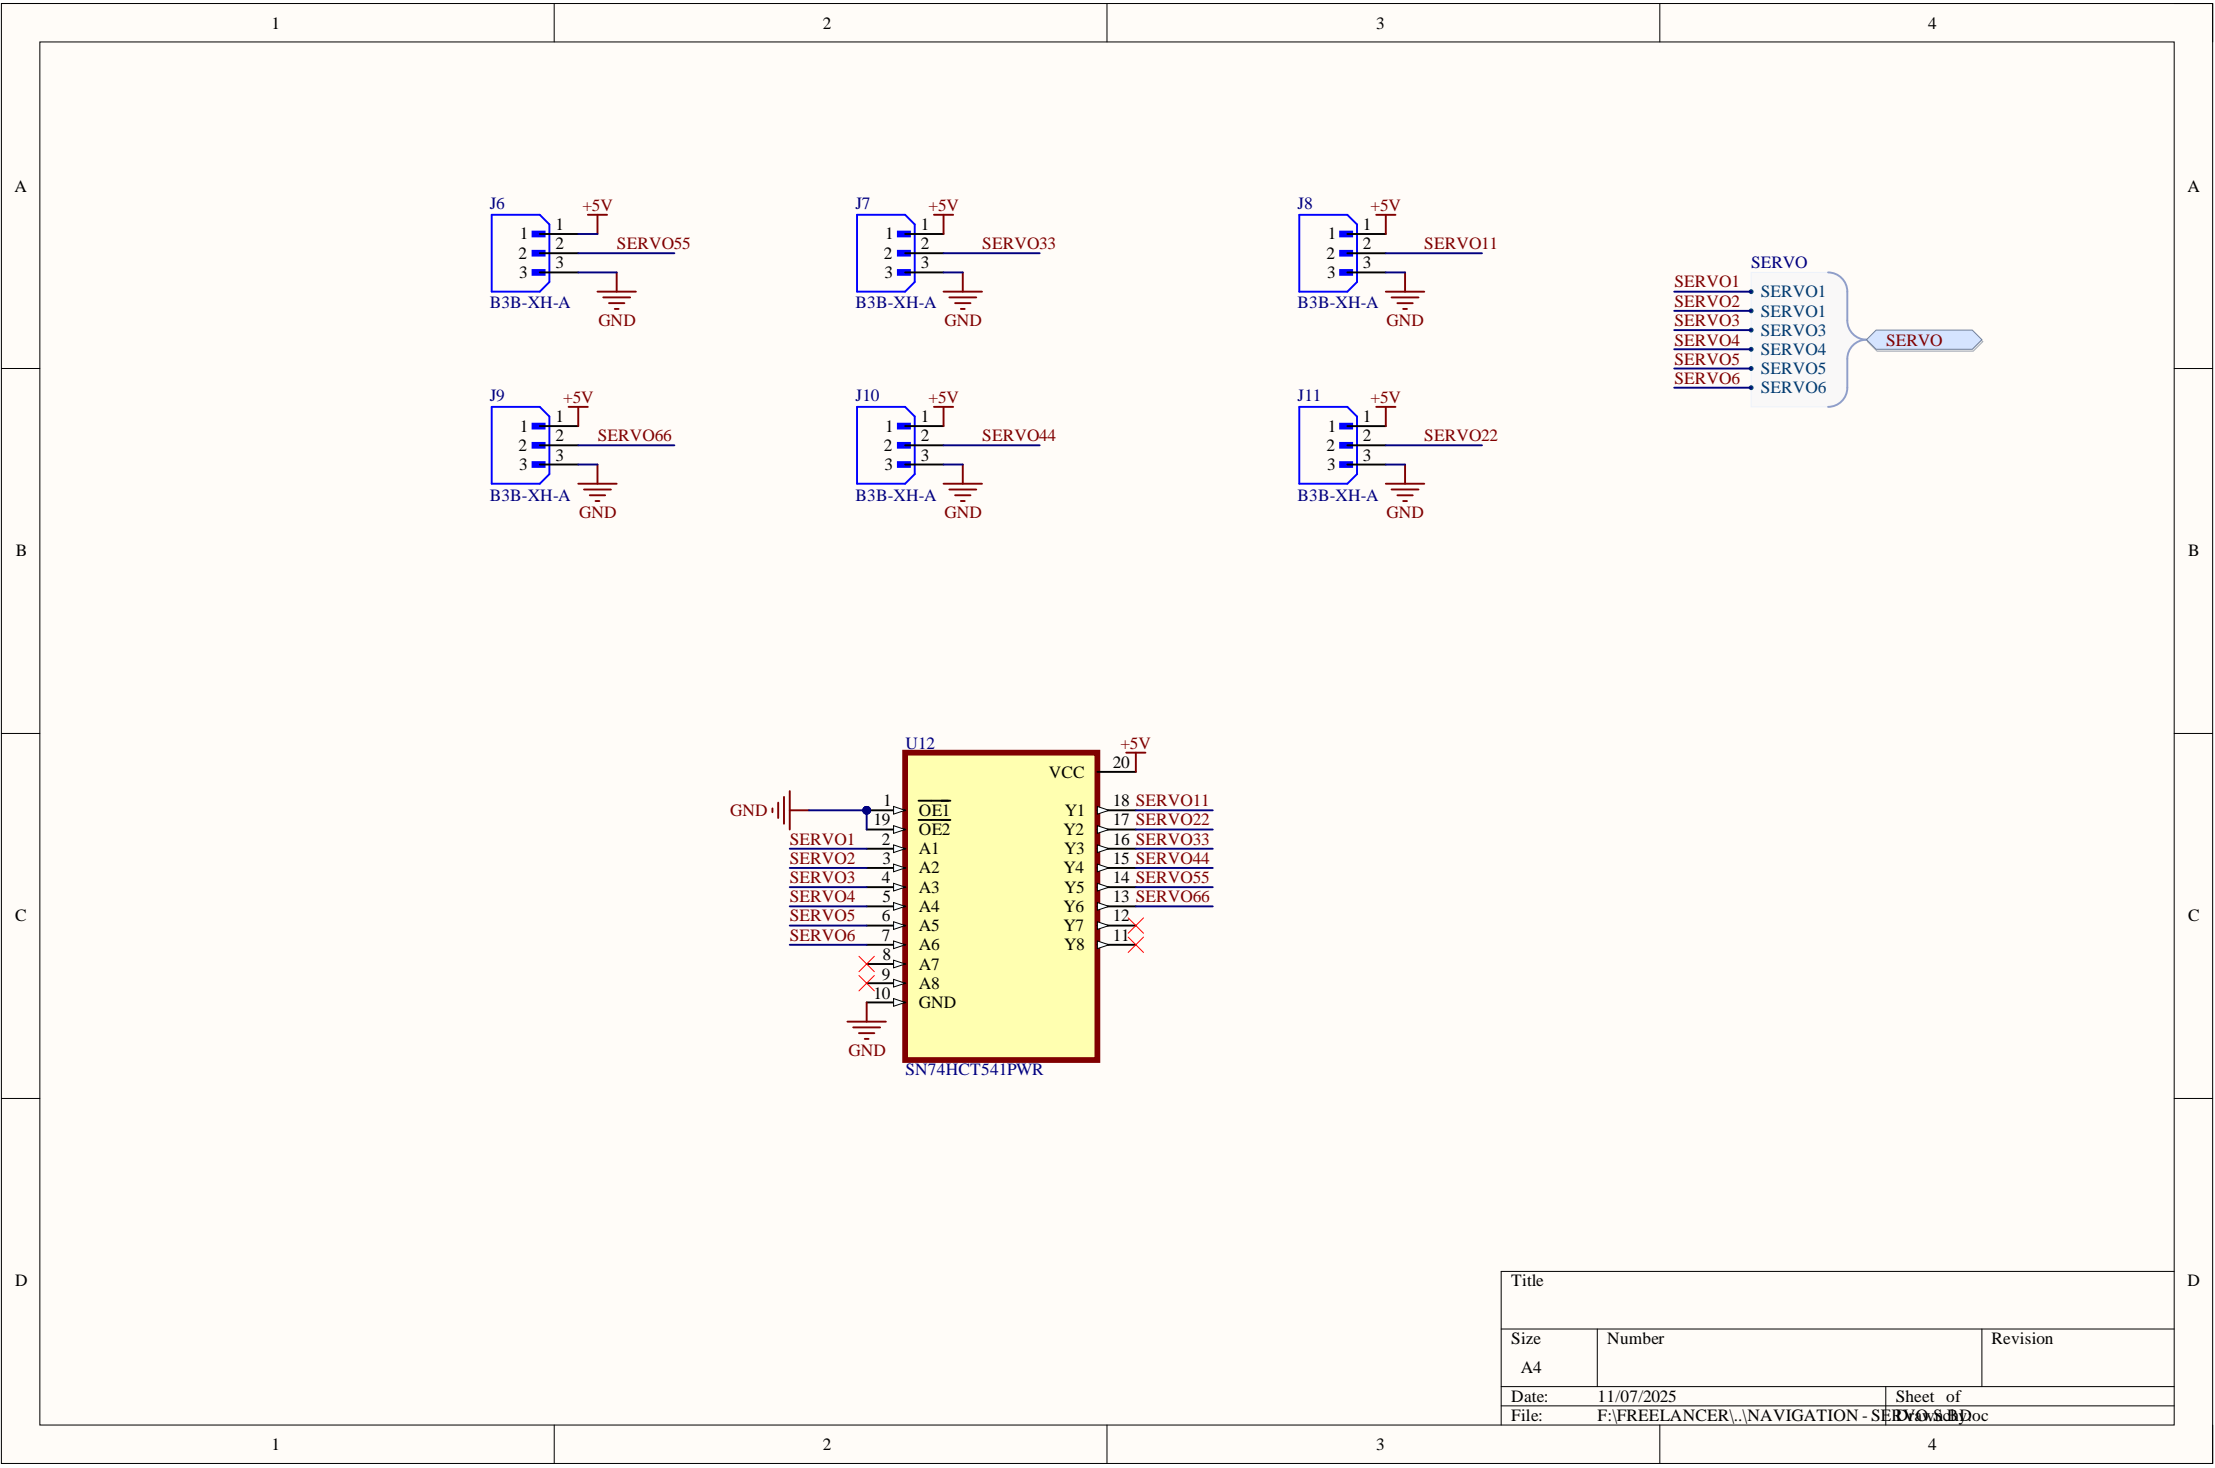 1 2 3 4
A A
J6
+5V
1 1
2 2 SERVO55
3 3
B3B-XH-A
GND
J7
+5V
1 1
2 2 SERVO33
3 3
B3B-XH-A
GND
J8
+5V
1 1
2 2 SERVO11
3 3
B3B-XH-A
GND
SERVO
SERVO1 SERVO1
SERVO2 SERVO1
SERVO3 SERVO3
SERVO4 SERVO4
SERVO5 SERVO5
SERVO6 SERVO6
SERVO
J9
+5V
1 1
2 2 SERVO66
3 3
B3B-XH-A
GND
J10
+5V
1 1
2 2 SERVO44
3 3
B3B-XH-A
GND
J11
+5V
1 1
2 2 SERVO22
3 3
B3B-XH-A
GND
B B
U12
+5V
VCC 20
GND 1 OE1 Y1 18 SERVO11
19 OE2 Y2 17 SERVO22
SERVO1 2 A1 Y3 16 SERVO33
SERVO2 3 A2 Y4 15 SERVO44
SERVO3 4 A3 Y5 14 SERVO55
SERVO4 5 A4 Y6 13 SERVO66
SERVO5 6 A5 Y7 12
SERVO6 7 A6 Y8 11
8 A7
9 A8
10 GND
GND
SN74HCT541PWR
C C
D D
Title
Size Number Revision
A4
Date: 11/07/2025 Sheet of
File: F:\FREELANCER\..\NAVIGATION - SERVO.SchDoc
Drawn By:
1 2 3 4